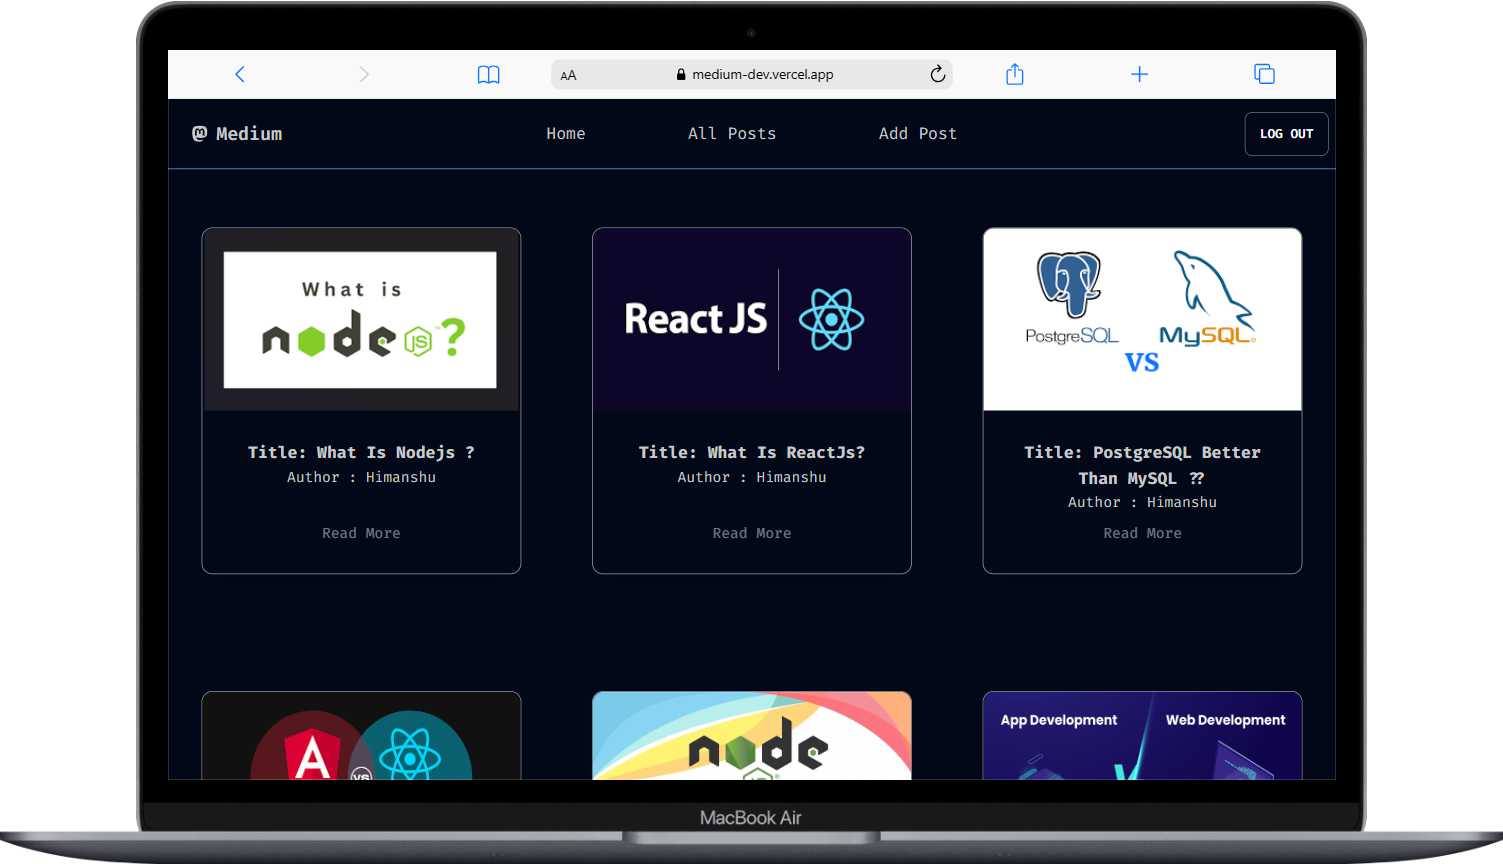 AA medium-dev.vercel.app
Medium Home All Posts Add Post LOG OUT
What is
node JS ?
React JS
PostgreSQL MySQL
VS
Title: What Is Nodejs ?
Author : Himanshu
Read More
Title: What Is ReactJs?
Author : Himanshu
Read More
Title: PostgreSQL Better
Than MySQL ??
Author : Himanshu
Read More
A VS
node
JS
App Development Web Development
MacBook Air